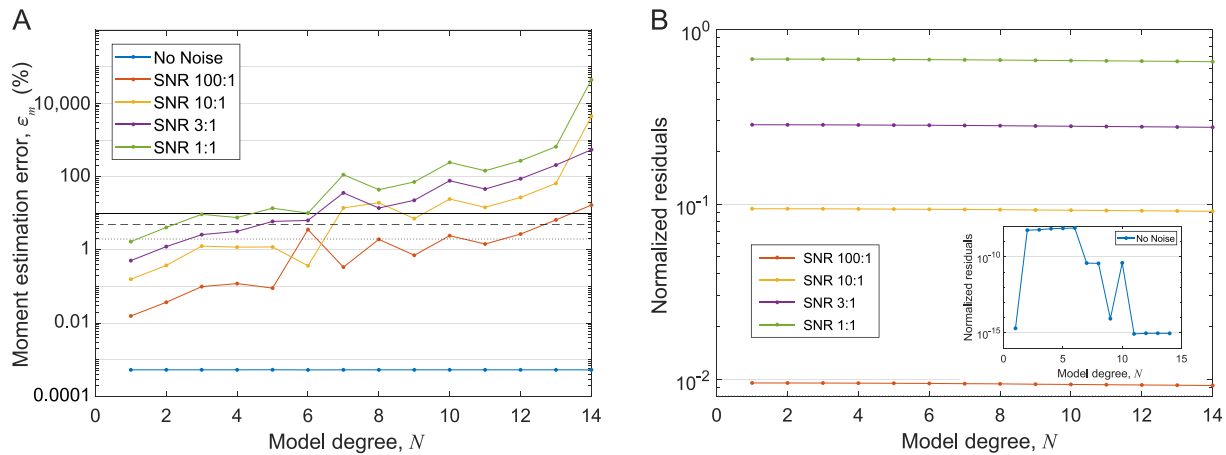 A
Moment estimation error, εm (%)
10,000
100
1
0.01
0.0001
No Noise
SNR 100:1
SNR 10:1
SNR 3:1
SNR 1:1
0 2 4 6 8 10 12 14
Model degree, N
B
Normalized residuals
10^0
10^-1
10^-2
SNR 100:1
SNR 10:1
SNR 3:1
SNR 1:1
Normalized residuals
10^-10
10^-15
No Noise
0 5 10 15
Model degree, N
0 2 4 6 8 10 12 14
Model degree, N